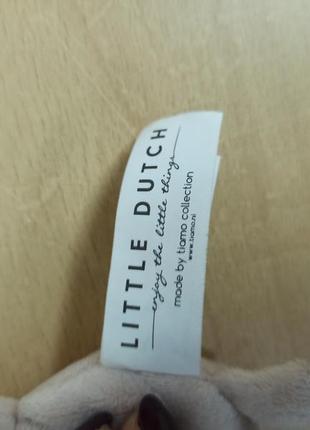 LITTLE DUTCH
enjoy the little things
made by tiamo collection
www.tiamo.nl